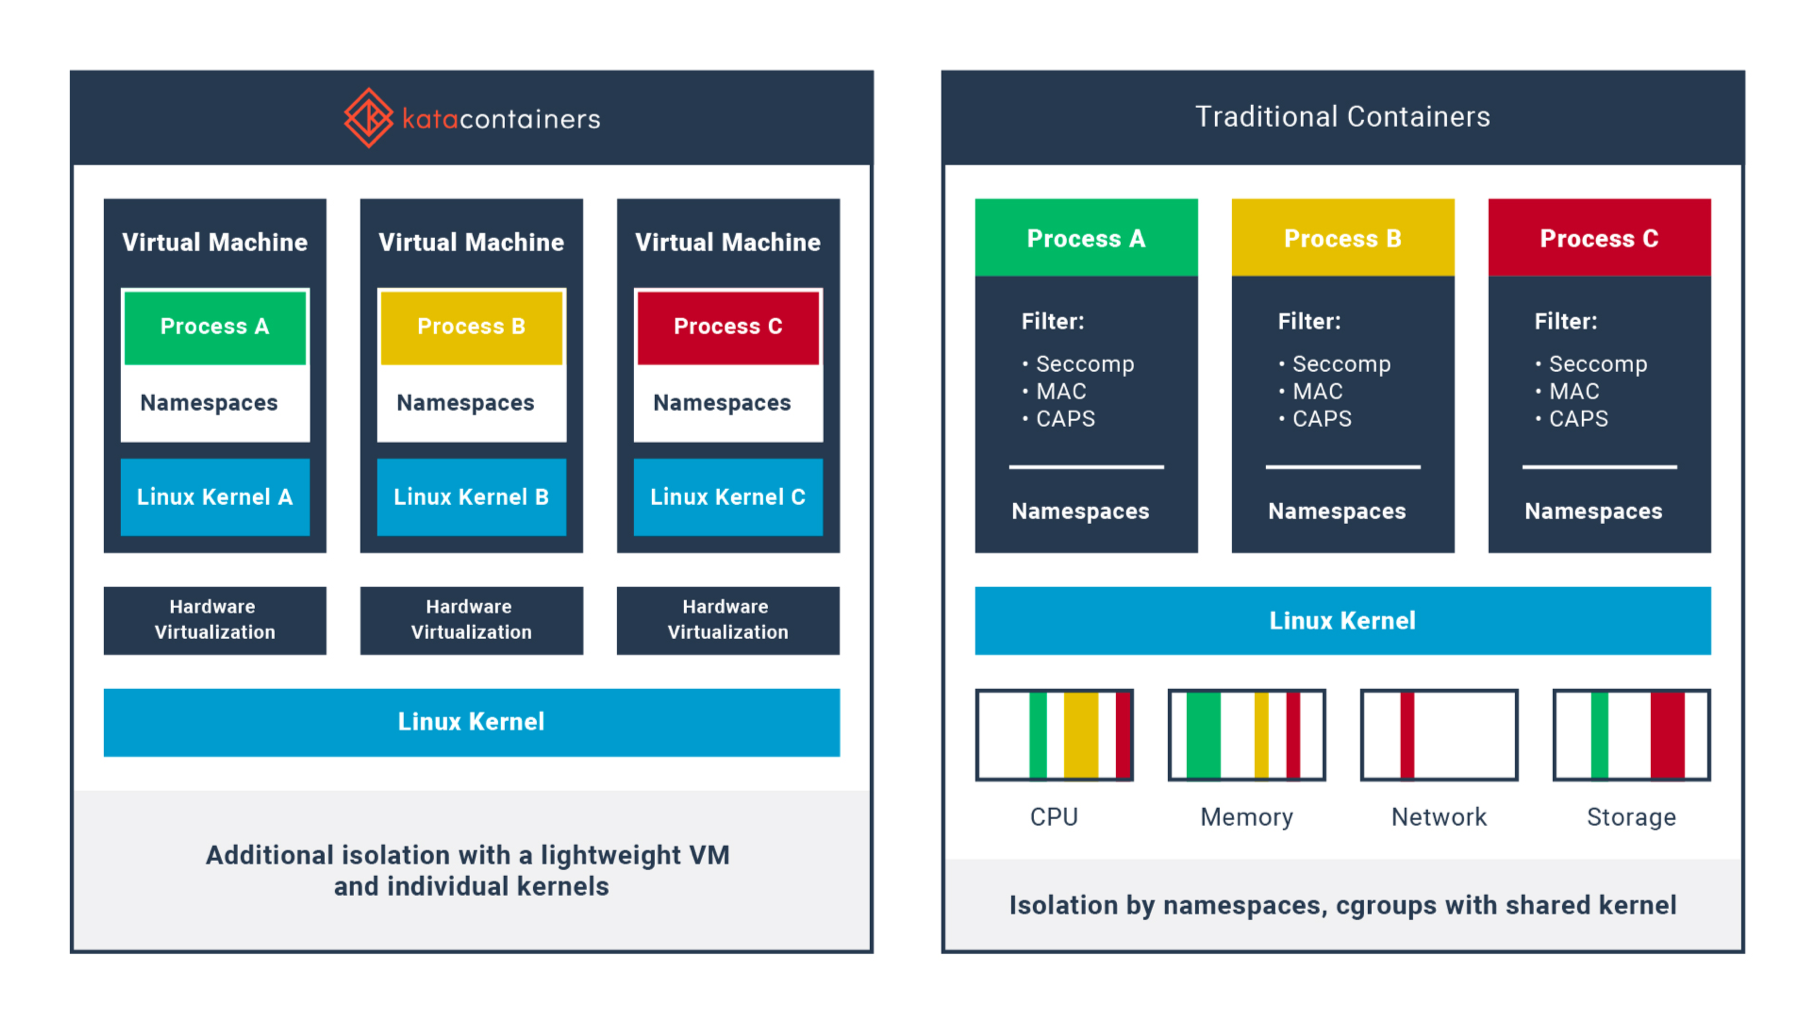 katacontainers
Virtual Machine
Process A
Namespaces
Linux Kernel A
Virtual Machine
Process B
Namespaces
Linux Kernel B
Virtual Machine
Process C
Namespaces
Linux Kernel C
Hardware
Virtualization
Hardware
Virtualization
Hardware
Virtualization
Linux Kernel
Additional isolation with a lightweight VM
and individual kernels
Traditional Containers
Process A
Filter:
• Seccomp
• MAC
• CAPS
Namespaces
Process B
Filter:
• Seccomp
• MAC
• CAPS
Namespaces
Process C
Filter:
• Seccomp
• MAC
• CAPS
Namespaces
Linux Kernel
CPU
Memory
Network
Storage
Isolation by namespaces, cgroups with shared kernel